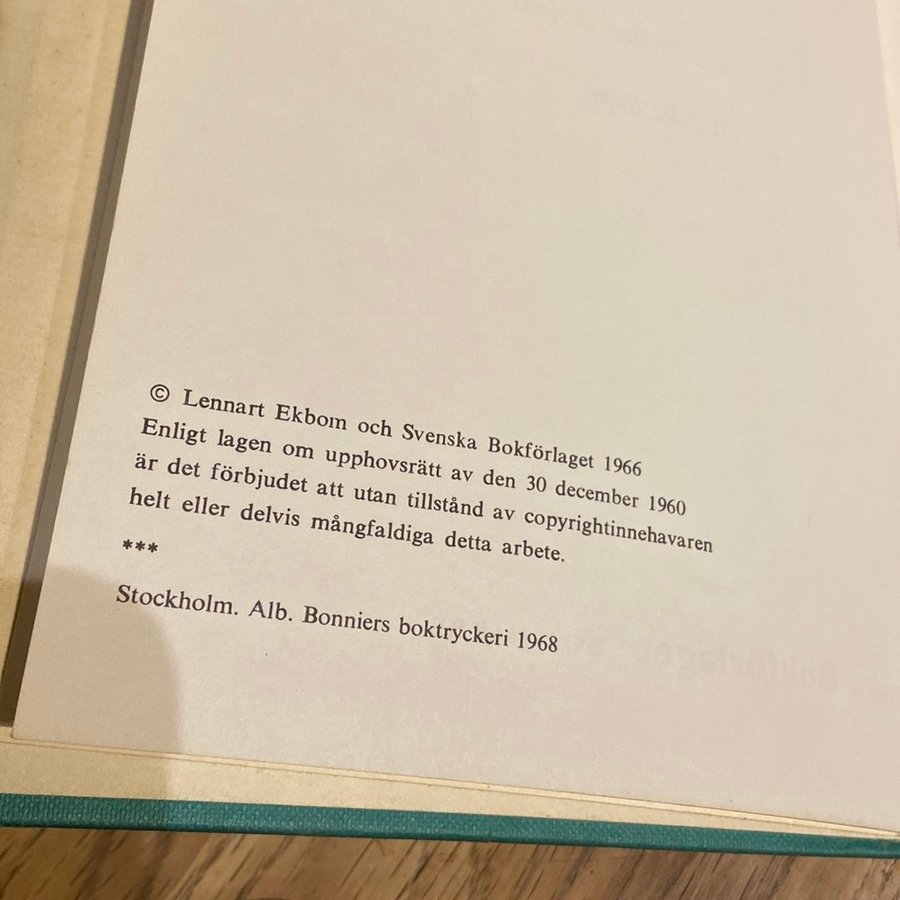 © Lennart Ekbom och Svenska Bokförlaget 1966
Enligt lagen om upphovsrätt av den 30 december 1960
är det förbjudet att utan tillstånd av copyrightinnehavaren
helt eller delvis mångfaldiga detta arbete.
***
Stockholm. Alb. Bonniers boktryckeri 1968